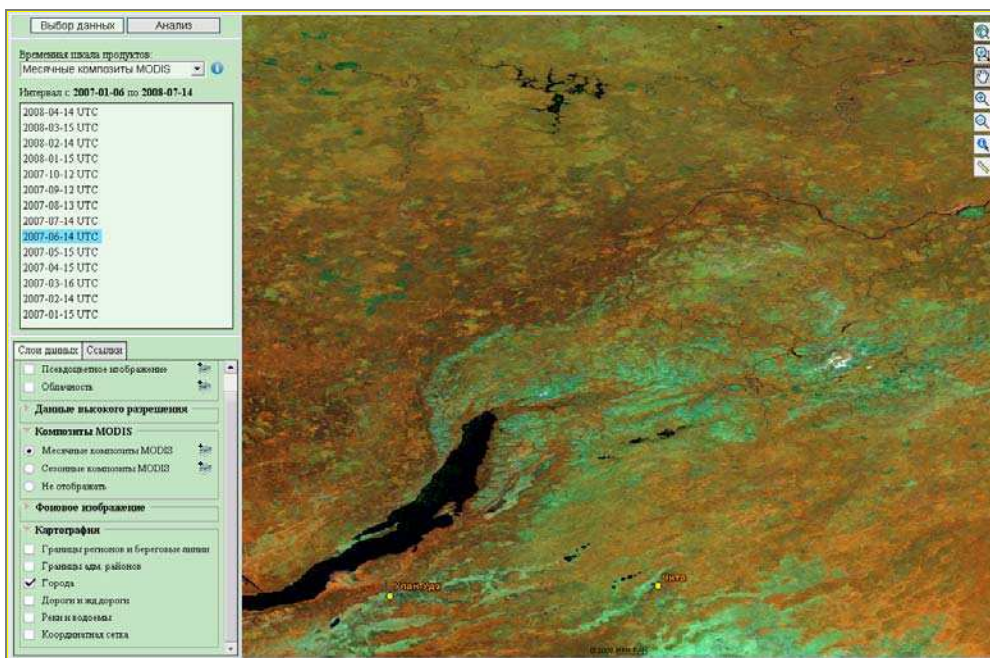 Выбор данных
Анализ
Временная шкала продуктов:
Месячные композиты MODIS
Интервал с 2007-01-06 по 2008-07-14
2008-04-14 UTC
2008-03-15 UTC
2008-02-14 UTC
2008-01-15 UTC
2007-10-12 UTC
2007-09-12 UTC
2007-08-13 UTC
2007-07-14 UTC
2007-06-14 UTC
2007-05-15 UTC
2007-04-15 UTC
2007-03-16 UTC
2007-02-14 UTC
2007-01-15 UTC
Слои данных
Ссылки
Псевдоцветное изображение
Облачность
Данные высокого разрешения
Композиты MODIS
Месячные композиты MODIS
Сезонные композиты MODIS
Не отображать
Фоновое изображение
Картография
Границы регионов и береговые линии
Границы адм. районов
Города
Дороги и жд.дороги
Реки и водоемы
Координатная сетка
Улан-Удэ
Чита